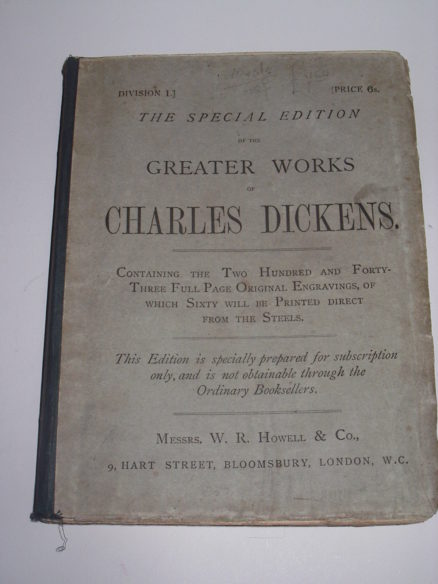 DIVISION I.] [PRICE 6s.
THE SPECIAL EDITION
OF THE
GREATER WORKS
OF
CHARLES DICKENS.
CONTAINING THE TWO HUNDRED AND FORTY-
THREE FULL PAGE ORIGINAL ENGRAVINGS, OF
WHICH SIXTY WILL BE PRINTED DIRECT
FROM THE STEELS.
This Edition is specially prepared for subscription
only, and is not obtainable through the
Ordinary Booksellers.
MESSRS. W. R. HOWELL & CO.,
9, HART STREET, BLOOMSBURY, LONDON, W.C.